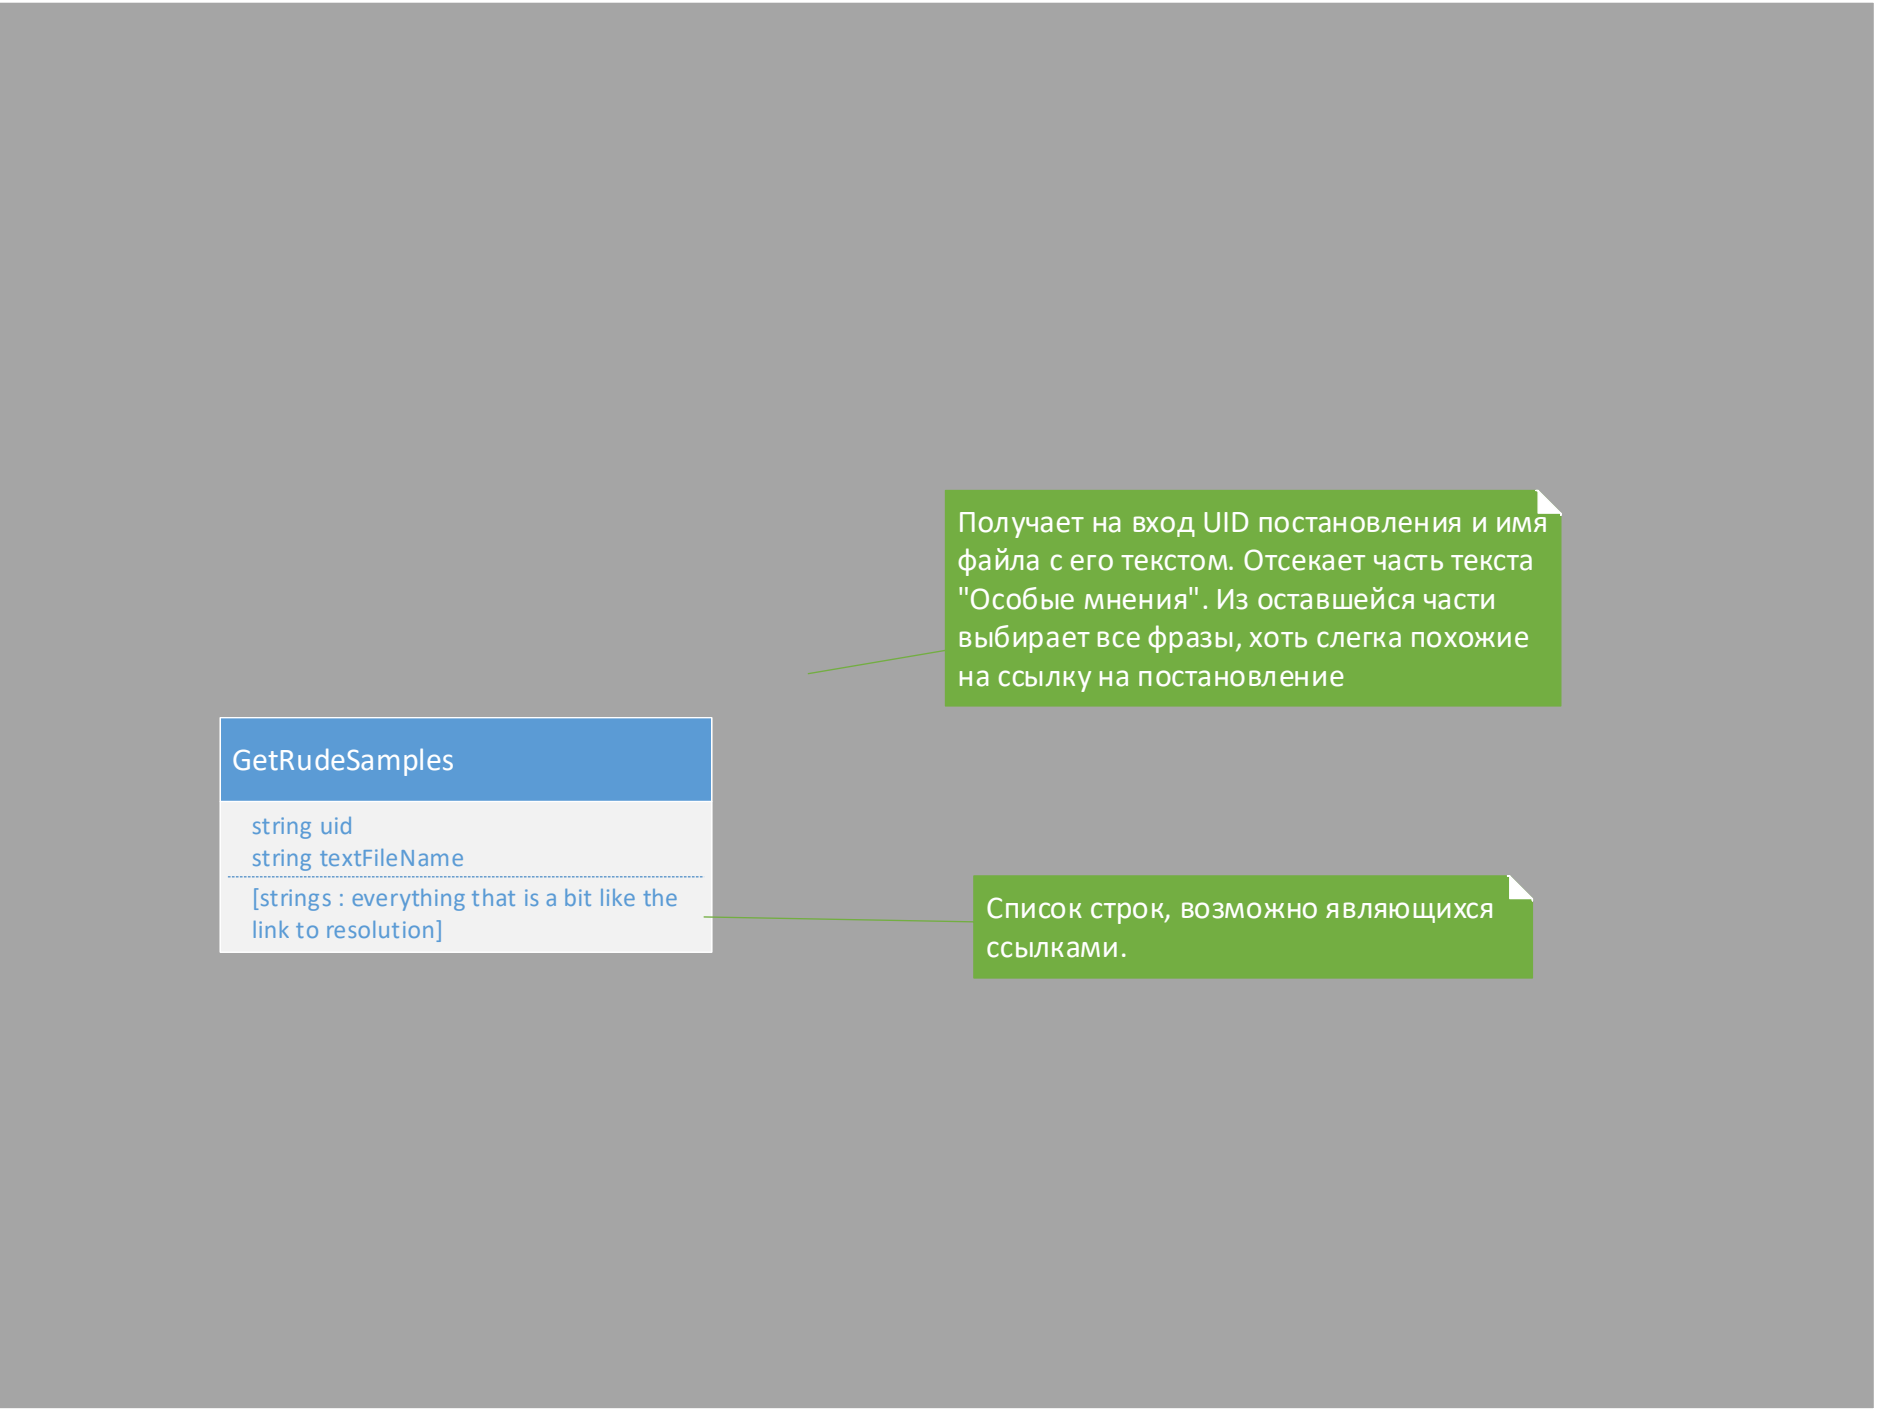 Получает на вход UID постановления и имя
файла с его текстом. Отсекает часть текста
"Особые мнения". Из оставшейся части
выбирает все фразы, хоть слегка похожие
на ссылку на постановление
GetRudeSamples
string uid
string textFileName
[strings : everything that is a bit like the
link to resolution]
Список строк, возможно являющихся
ссылками.